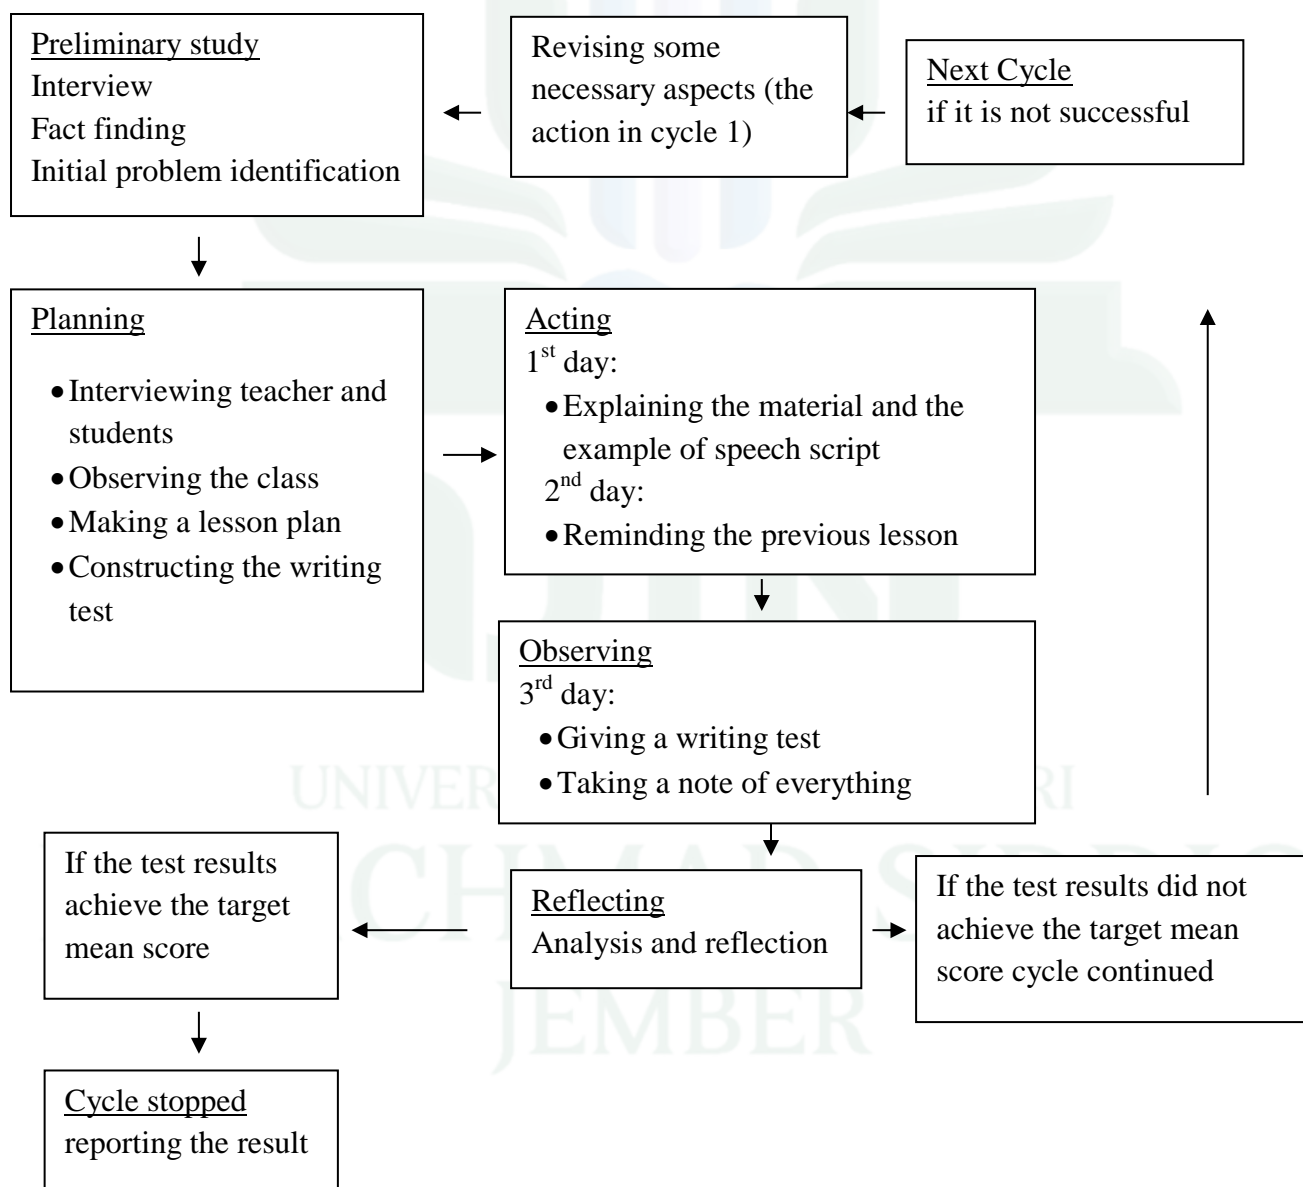 Preliminary study
Interview
Fact finding
Initial problem identification
Revising some
necessary aspects (the
action in cycle 1)
Next Cycle
if it is not successful
Planning
•Interviewing teacher and
students
•Observing the class
•Making a lesson plan
•Constructing the writing
test
Acting
1st day:
•Explaining the material and the
example of speech script
2nd day:
•Reminding the previous lesson
Observing
3rd day:
•Giving a writing test
•Taking a note of everything
If the test results
achieve the target
mean score
Reflecting
Analysis and reflection
If the test results did not
achieve the target mean
score cycle continued
Cycle stopped
reporting the result
JEMBER